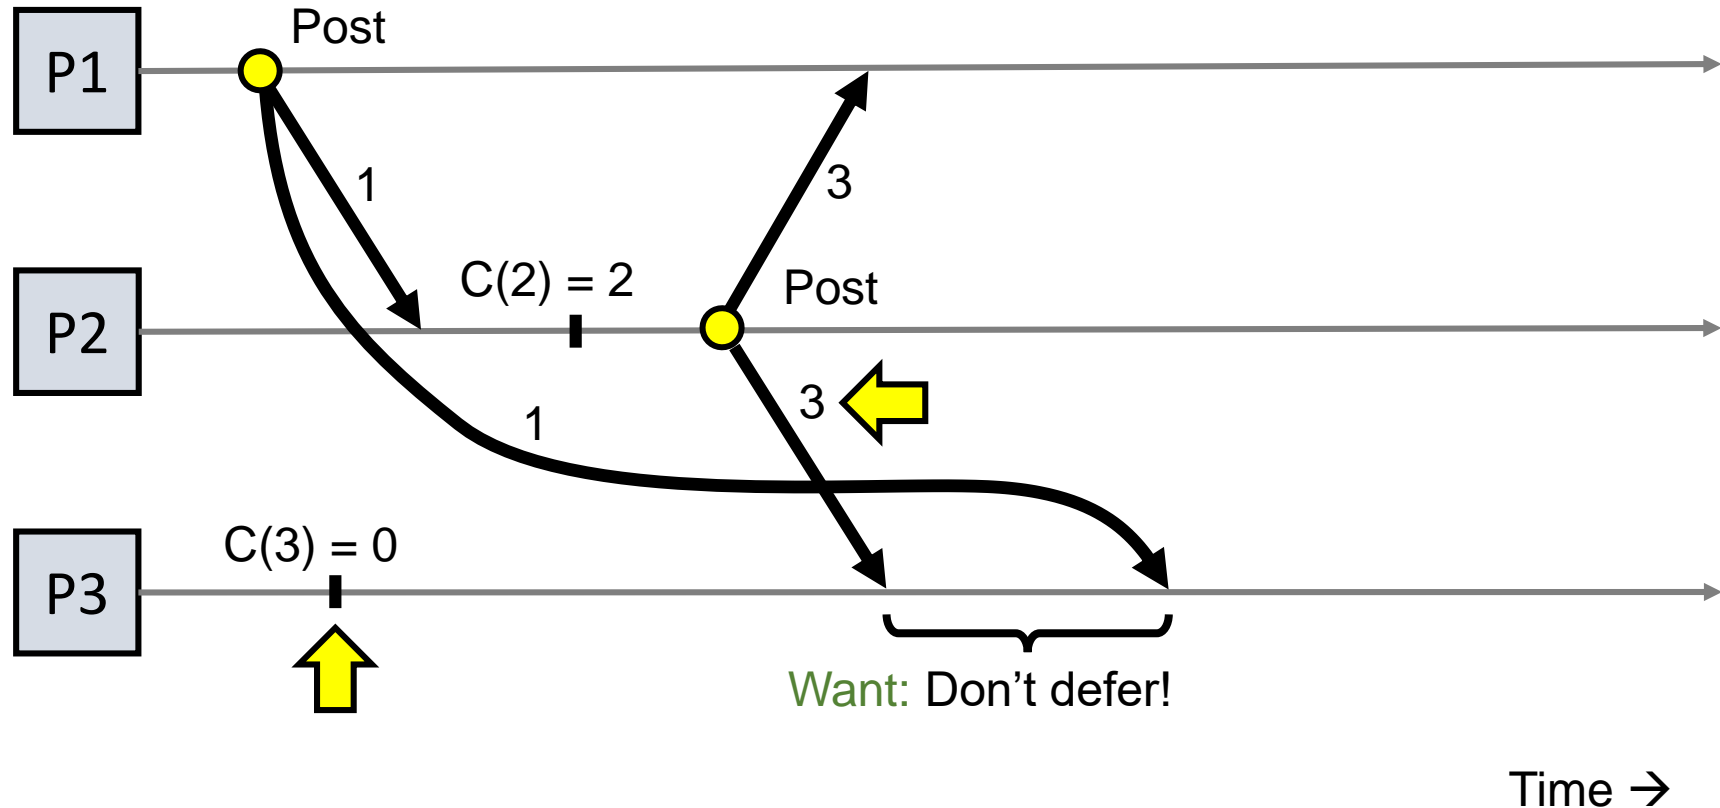 Post
P1
1
3
C(2) = 2
Post
P2
3
1
C(3) = 0
P3
Want: Don’t defer!
Time →